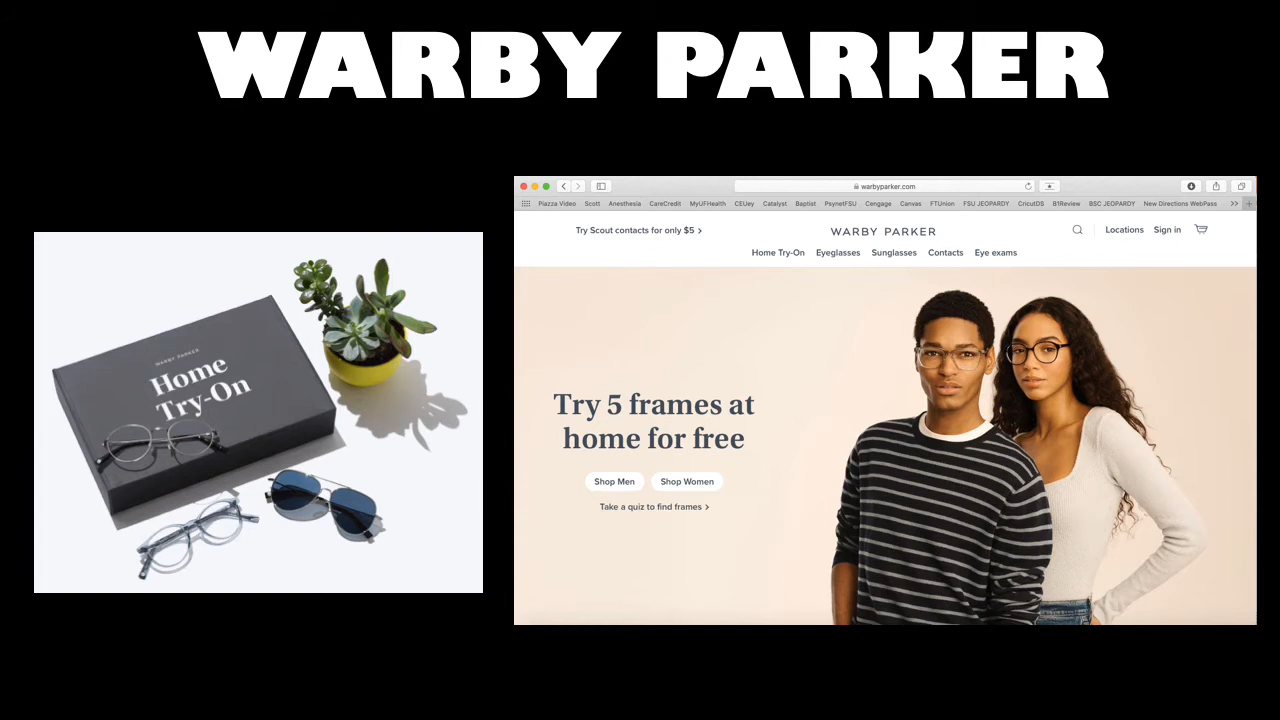 WARBY PARKER
WARBY PARKER
Home
Try-On
warbyparker.com
Piazza Video Scott Anesthesia CareCredit MyUFHealth CEUey Catalyst Baptist PsynetFSU Cengage Canvas FTUnion FSU JEOPARDY CricutDS B1Review BSC JEOPARDY New Directions WebPass
Try Scout contacts for only $5 >
WARBY PARKER
Locations Sign in
Home Try-On Eyeglasses Sunglasses Contacts Eye exams
Try 5 frames at
home for free
Shop Men Shop Women
Take a quiz to find frames >